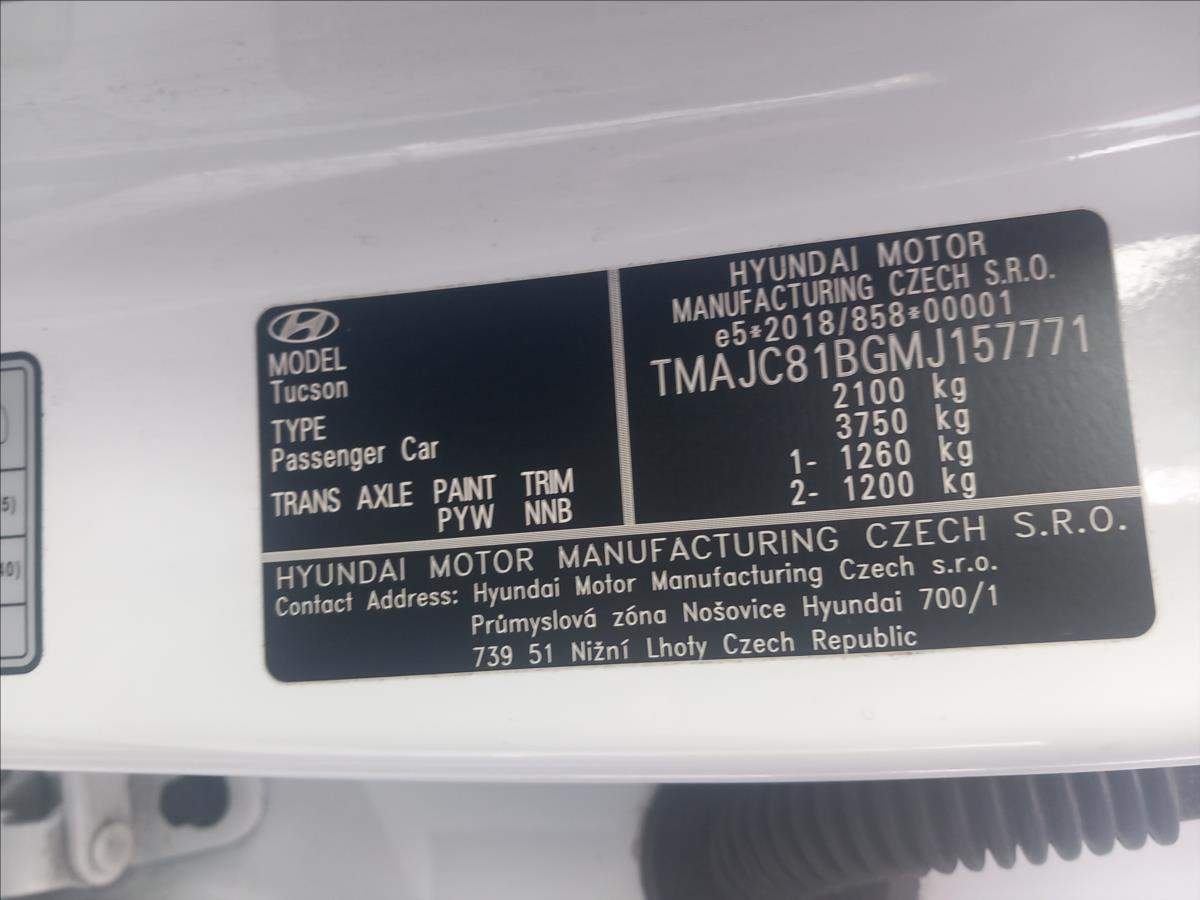 MODEL
Tucson
TYPE
Passenger Car
TRANS AXLE PAINT TRIM
PYW NNB
HYUNDAI MOTOR
MANUFACTURING CZECH S.R.O.
e5*2018/858*00001
TMAJC81BGMJ157771
2100 kg
3750 kg
1- 1260 kg
2- 1200 kg
HYUNDAI MOTOR MANUFACTURING CZECH S.R.O.
Contact Address: Hyundai Motor Manufacturing Czech s.r.o.
Průmyslová zóna Nošovice Hyundai 700/1
739 51 Nižní Lhoty Czech Republic